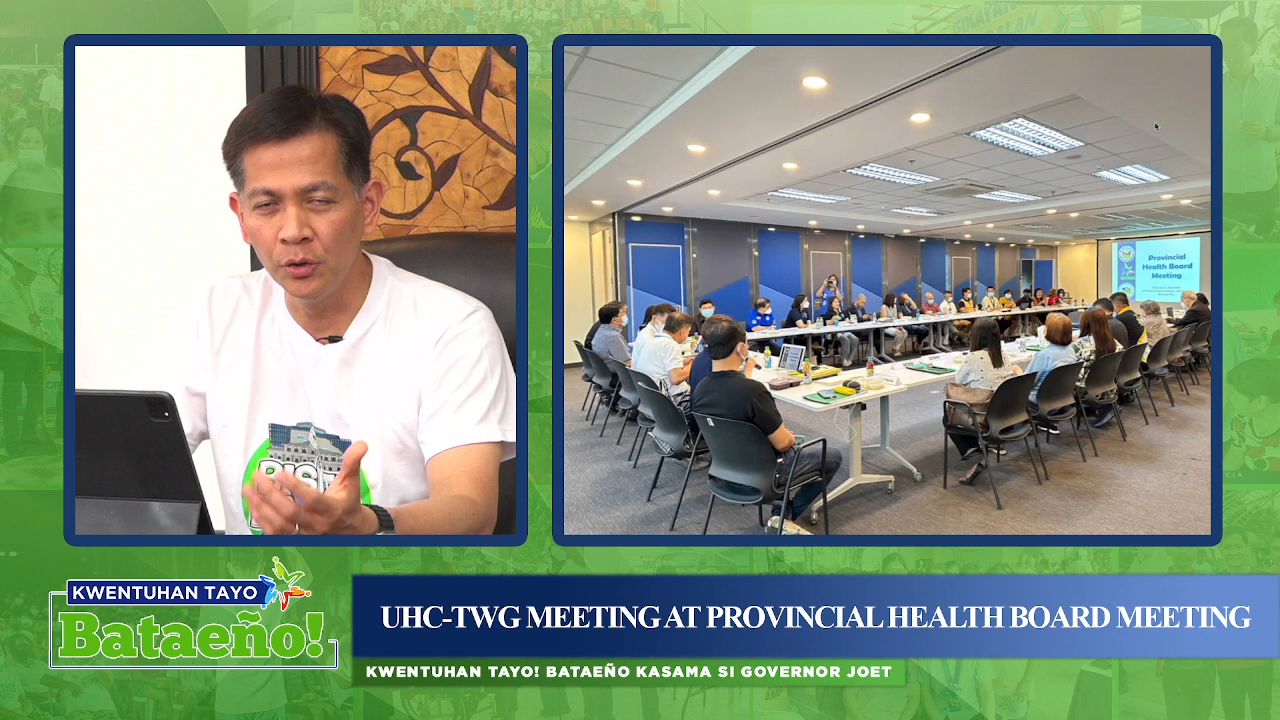 Provincial
Health Board
Meeting
KWENTUHAN TAYO
Bataeño!
UHC-TWG MEETING AT PROVINCIAL HEALTH BOARD MEETING
KWENTUHAN TAYO! BATAEÑO KASAMA SI GOVERNOR JOET